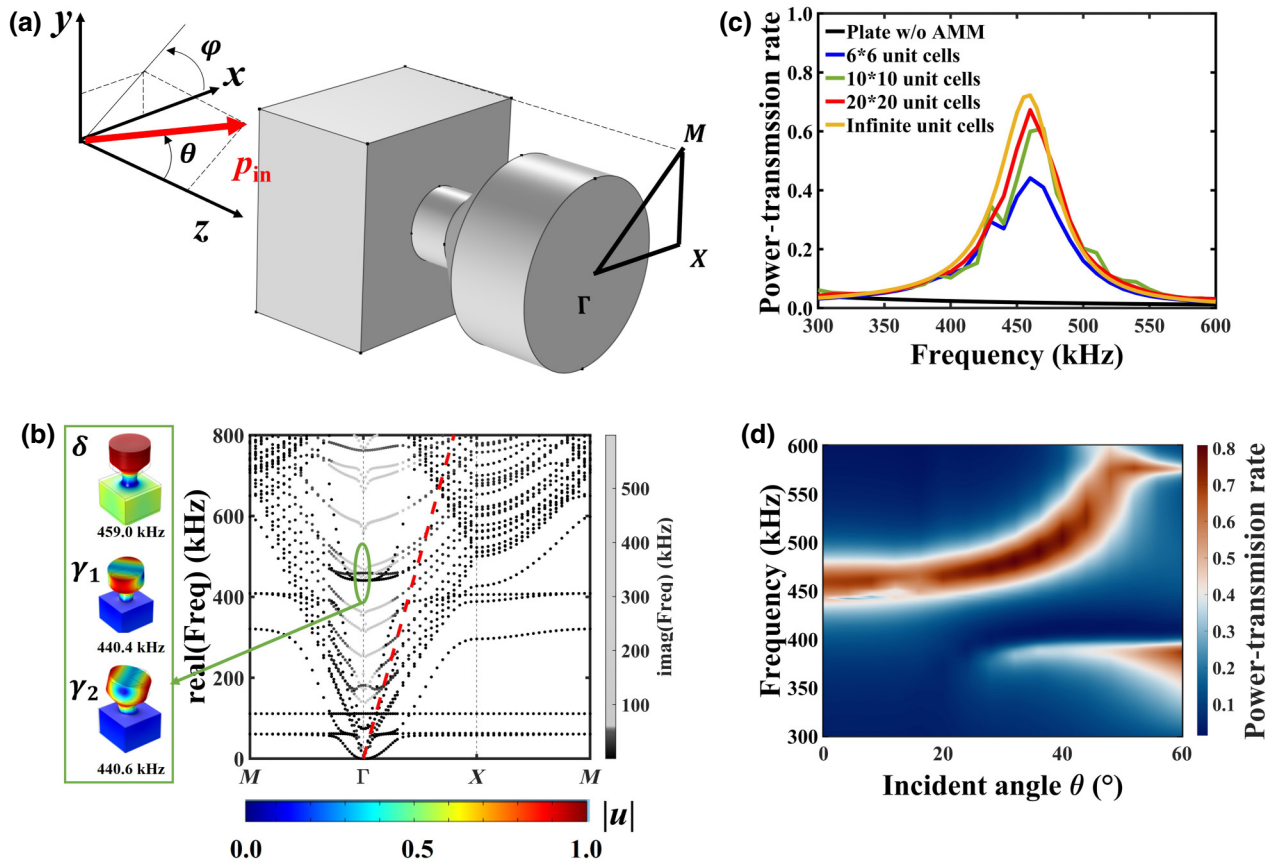 (a)
y
φ
x
θ
p_in
z
M
X
Γ
(c)
Power-transmssion rate
1.0
0.8
0.6
0.4
0.2
0.0
Plate w/o AMM
6*6 unit cells
10*10 unit cells
20*20 unit cells
Infinite unit cells
300 350 400 450 500 550 600
Frequency (kHz)
(b)
δ
459.0 kHz
γ1
440.4 kHz
γ2
440.6 kHz
real(Freq) (kHz)
800
600
400
200
0
M Γ X M
500
400
300
200
100
imag(Freq) (kHz)
|u|
0.0 0.5 1.0
(d)
Frequency (kHz)
600
550
500
450
400
350
300
0 20 40 60
Incident angle θ (°)
0.8
0.7
0.6
0.5
0.4
0.3
0.2
0.1
Power-transmision rate